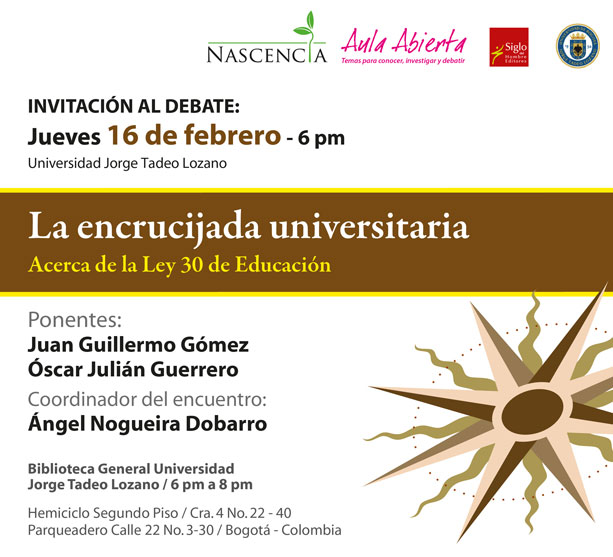 NASCENCIA
Aula Abierta
Temas para conocer, investigar y debatir
Siglo
del
Hombre
Editores
INVITACIÓN AL DEBATE:
Jueves 16 de febrero - 6 pm
Universidad Jorge Tadeo Lozano
La encrucijada universitaria
Acerca de la Ley 30 de Educación
Ponentes:
Juan Guillermo Gómez
Óscar Julián Guerrero
Coordinador del encuentro:
Ángel Nogueira Dobarro
Biblioteca General Universidad
Jorge Tadeo Lozano / 6 pm a 8 pm
Hemiciclo Segundo Piso / Cra. 4 No. 22 - 40
Parqueadero Calle 22 No. 3-30 / Bogotá - Colombia